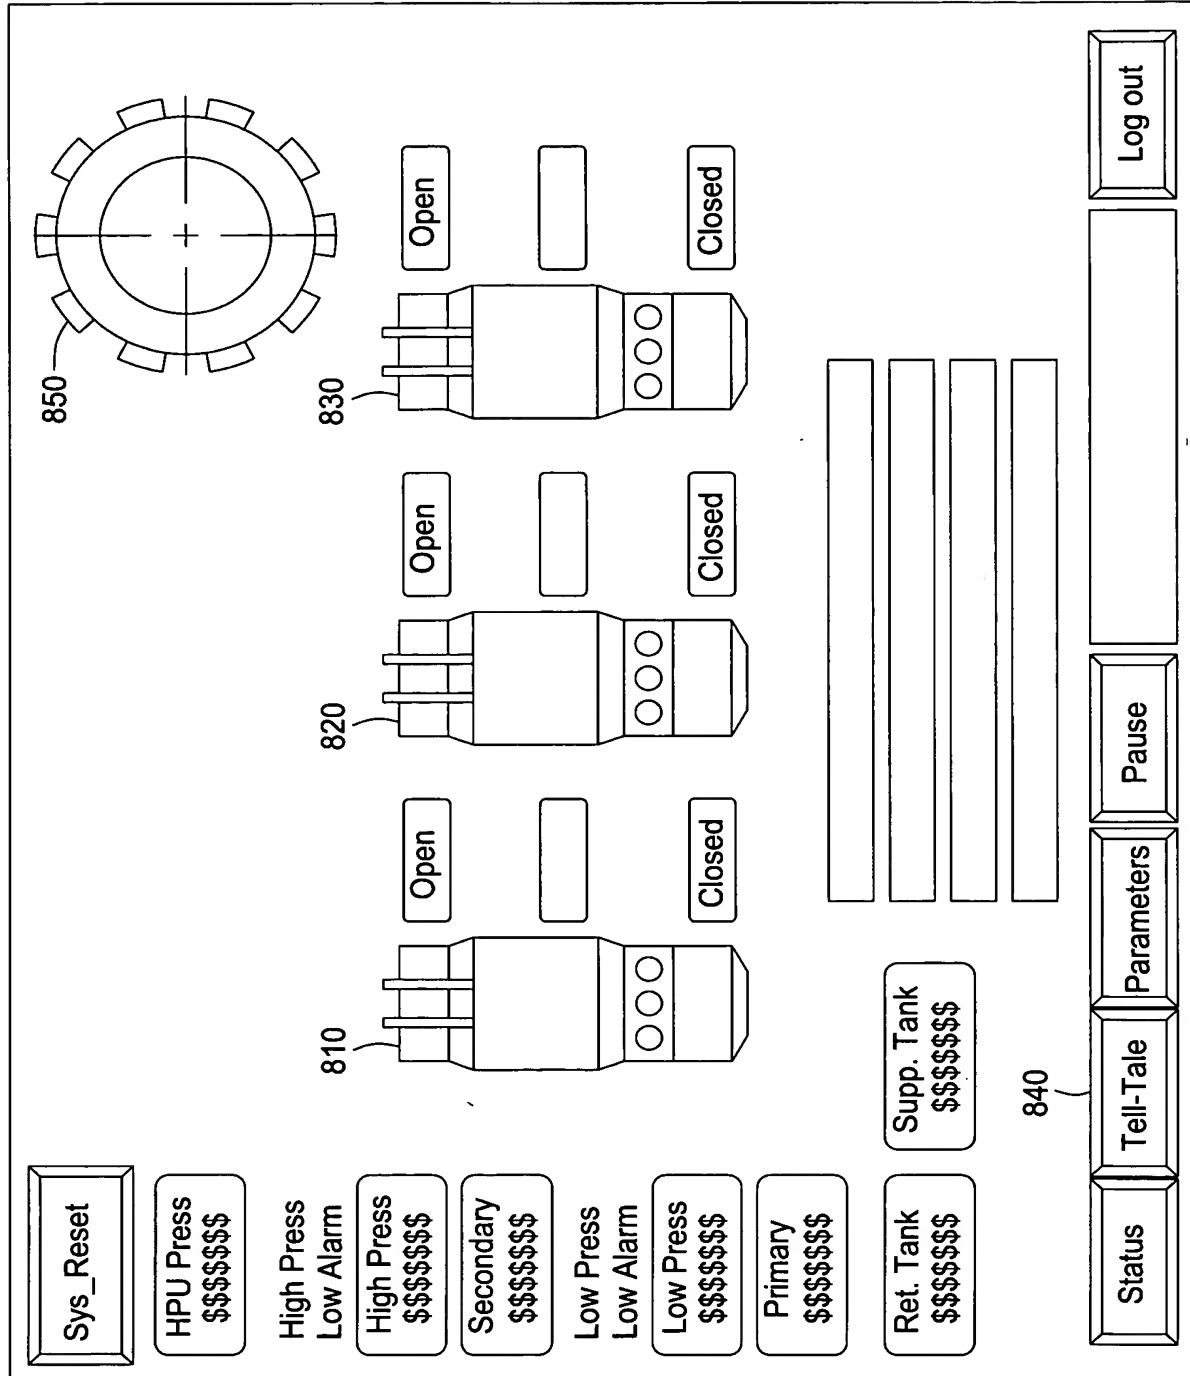 Sys_Reset
HPU Press
$$$$$$$$
High Press
Low Alarm
High Press
$$$$$$$$
Secondary
$$$$$$$$
Low Press
Low Alarm
Low Press
$$$$$$$$
Primary
$$$$$$$$
Ret. Tank
$$$$$$$$
Supp. Tank
$$$$$$$$
810
Open
Closed
820
Open
Closed
830
Open
Closed
850
840
Status
Tell-Tale
Parameters
Pause
Log out